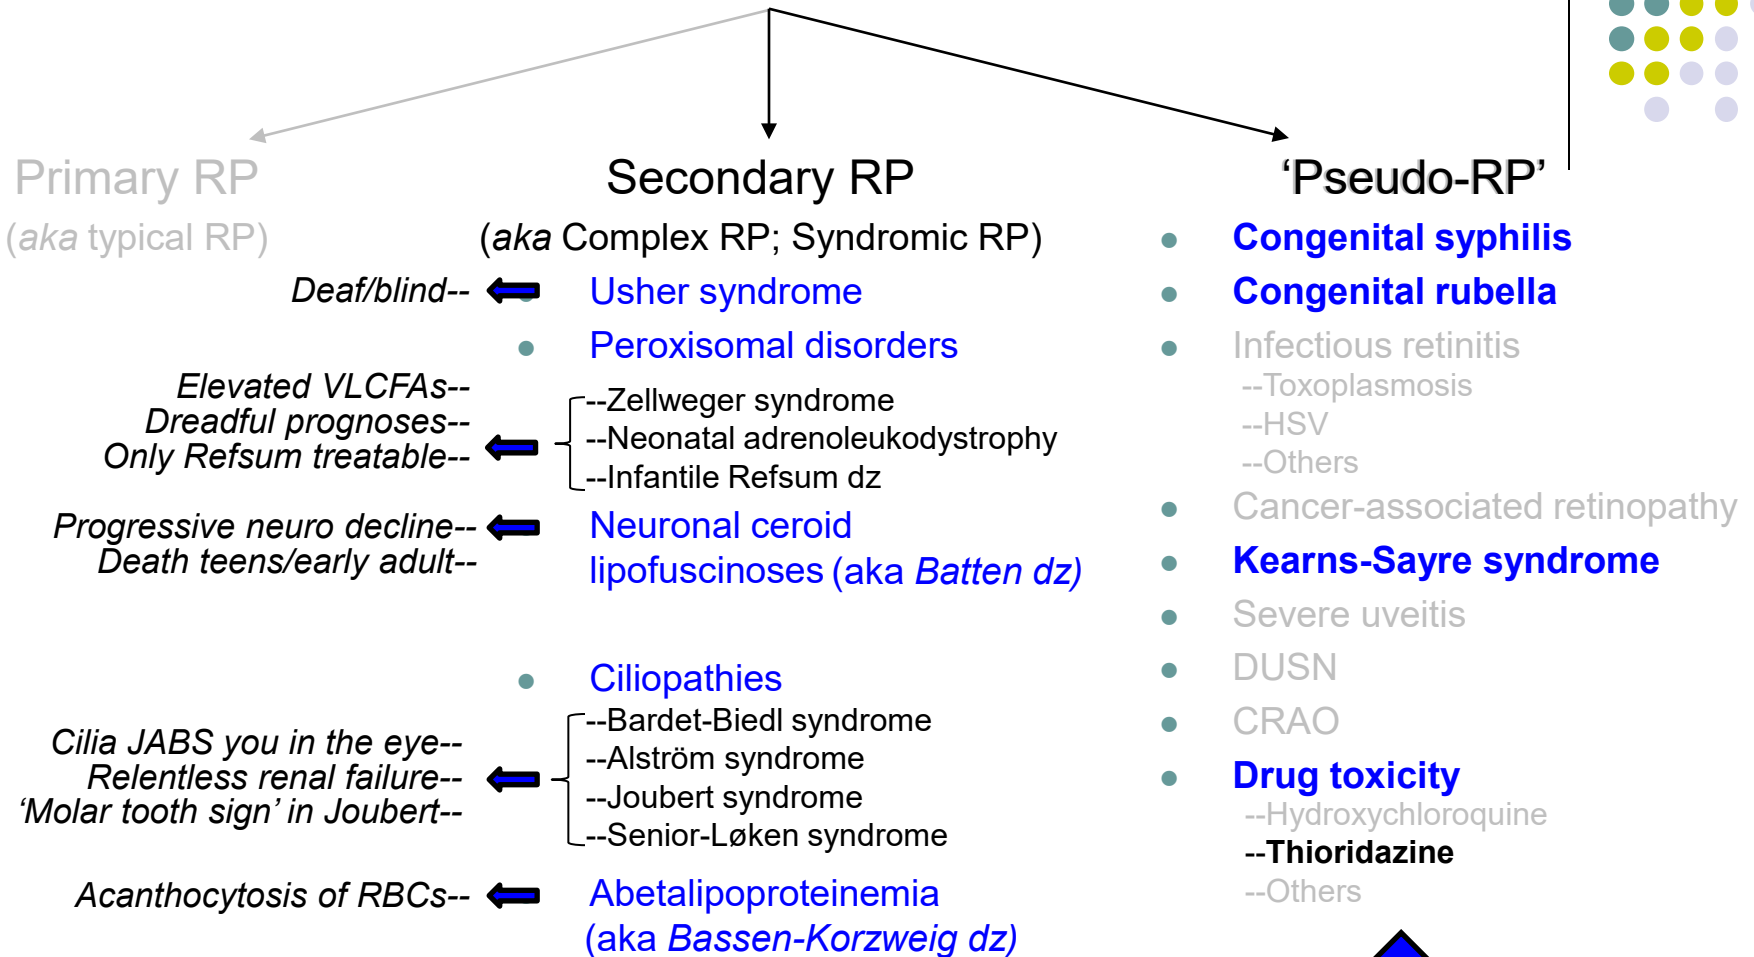 Primary RP
(aka typical RP)
Secondary RP
(aka Complex RP; Syndromic RP)
Deaf/blind--
Usher syndrome
Peroxisomal disorders
Elevated VLCFAs--
Dreadful prognoses--
Only Refsum treatable--
--Zellweger syndrome
--Neonatal adrenoleukodystrophy
--Infantile Refsum dz
Progressive neuro decline--
Death teens/early adult--
Neuronal ceroid
lipofuscinoses (aka Batten dz)
Ciliopathies
Cilia JABS you in the eye--
Relentless renal failure--
‘Molar tooth sign’ in Joubert--
--Bardet-Biedl syndrome
--Alström syndrome
--Joubert syndrome
--Senior-Løken syndrome
Acanthocytosis of RBCs--
Abetalipoproteinemia
(aka Bassen-Korzweig dz)
‘Pseudo-RP’
Congenital syphilis
Congenital rubella
Infectious retinitis
--Toxoplasmosis
--HSV
--Others
Cancer-associated retinopathy
Kearns-Sayre syndrome
Severe uveitis
DUSN
CRAO
Drug toxicity
--Hydroxychloroquine
--Thioridazine
--Others